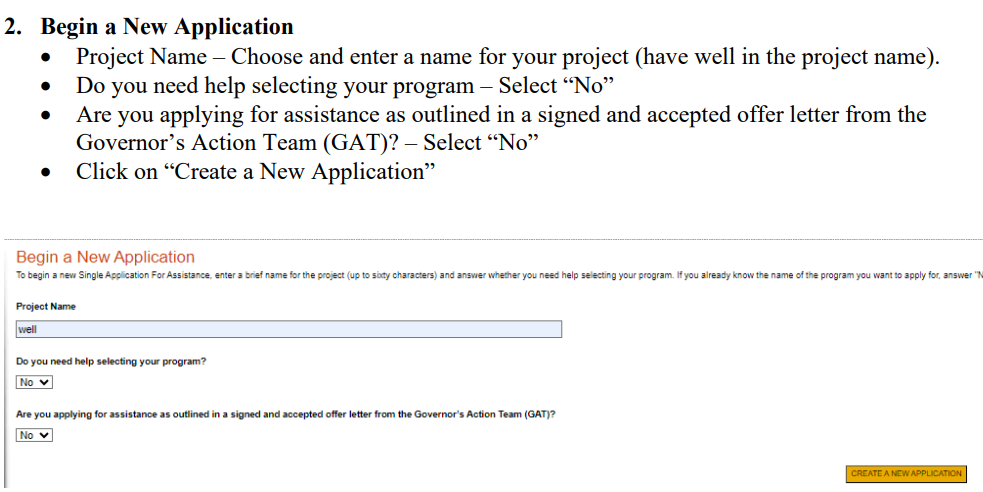 2. Begin a New Application
• Project Name – Choose and enter a name for your project (have well in the project name).
• Do you need help selecting your program – Select “No”
• Are you applying for assistance as outlined in a signed and accepted offer letter from the
Governor’s Action Team (GAT)? – Select “No”
• Click on “Create a New Application”
Begin a New Application
To begin a new Single Application For Assistance, enter a brief name for the project (up to sixty characters) and answer whether you need help selecting your program. If you already know the name of the program you want to apply for, answer "N
Project Name
well
Do you need help selecting your program?
No
Are you applying for assistance as outlined in a signed and accepted offer letter from the Governor's Action Team (GAT)?
No
CREATE A NEW APPLICATION